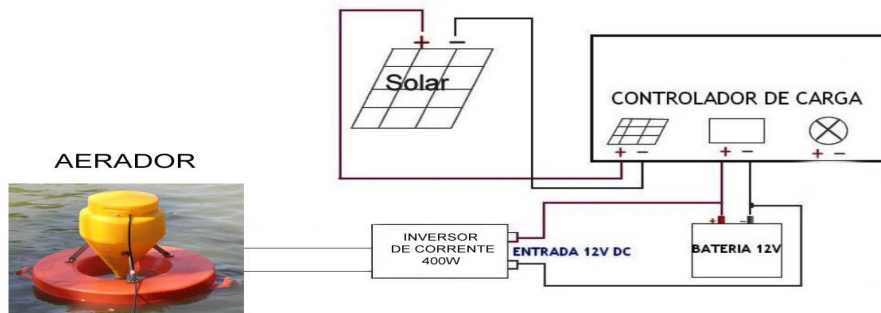 + −
Solar
CONTROLADOR DE CARGA
+ − + − + −
AERADOR
INVERSOR
DE CORRENTE
400W
ENTRADA 12V DC
+ −
BATERIA 12V